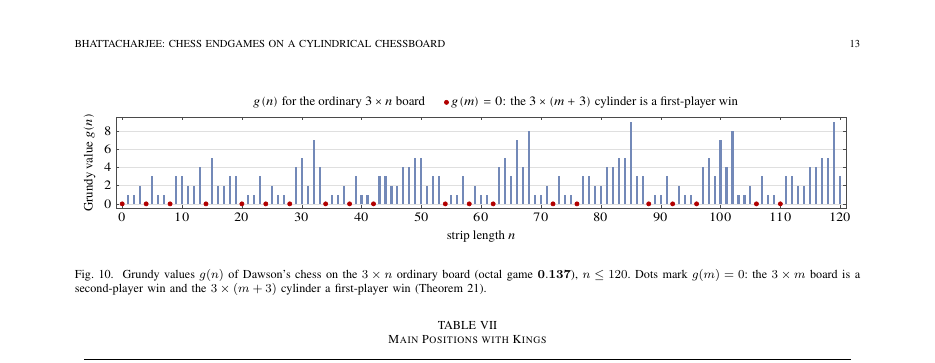 BHATTACHARJEE: CHESS ENDGAMES ON A CYLINDRICAL CHESSBOARD 13
g(n) for the ordinary 3 × n board • g(m) = 0: the 3 × (m + 3) cylinder is a first-player win
Grundy value g(n)
8
6
4
2
0
0 10 20 30 40 50 60 70 80 90 100 110 120
strip length n
Fig. 10. Grundy values g(n) of Dawson's chess on the 3 × n ordinary board (octal game 0.137), n ≤ 120. Dots mark g(m) = 0: the 3 × m board is a
second-player win and the 3 × (m + 3) cylinder a first-player win (Theorem 21).
TABLE VII
MAIN POSITIONS WITH KINGS